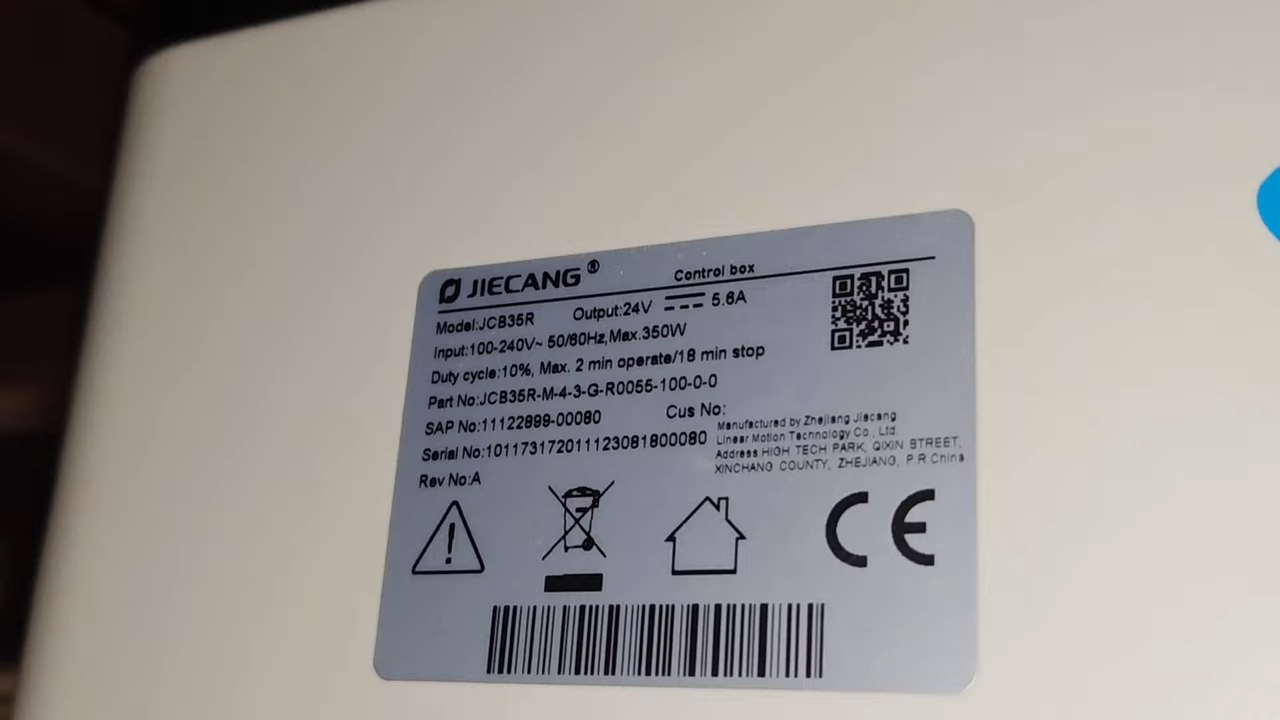 JIECANG® Control box
Model:JCB35R Output:24V 5.6A
Input:100-240V~ 50/60Hz,Max.350W
Duty cycle:10%, Max. 2 min operate/18 min stop
Part No:JCB35R-M-4-3-G-R0055-100-0-0
SAP No:11122899-00080 Cus No:
Serial No:10117317201112308180​0080
Rev No:A
Manufactured by Zhejiang Jiecang
Linear Motion Technology Co., Ltd.
Address:HIGH TECH PARK, QIXIN STREET,
XINCHANG COUNTY, ZHEJIANG, P.R.China
CE